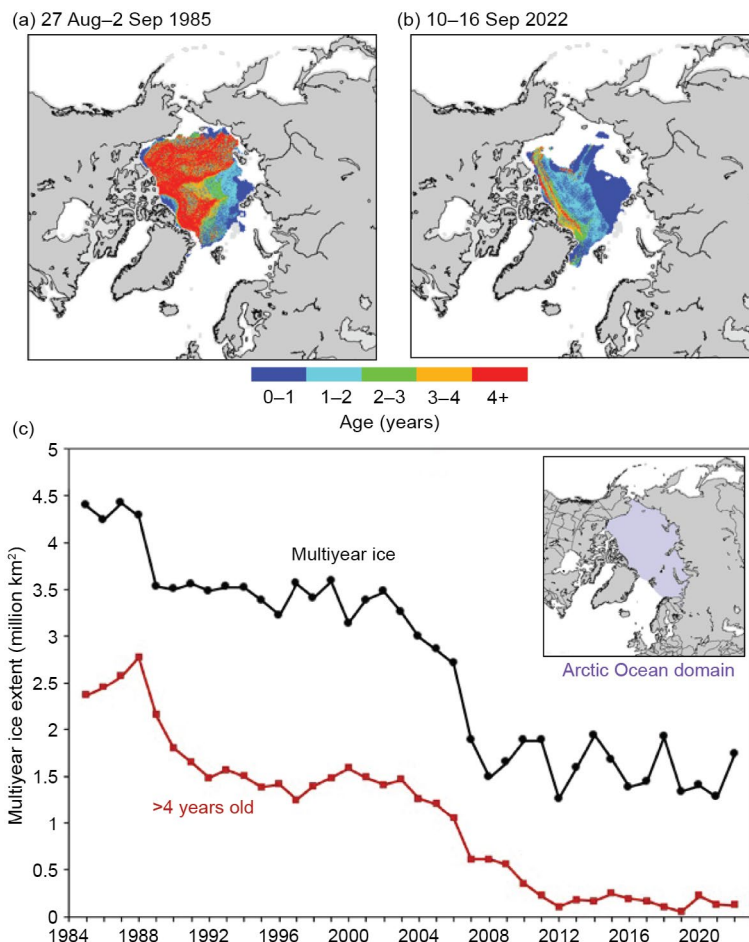 (a) 27 Aug–2 Sep 1985
(b) 10–16 Sep 2022
0–1 1–2 2–3 3–4 4+
Age (years)
(c)
Multiyear ice extent (million km²)
5
4.5
4
3.5
3
2.5
2
1.5
1
0.5
0
Multiyear ice
>4 years old
Arctic Ocean domain
1984 1988 1992 1996 2000 2004 2008 2012 2016 2020